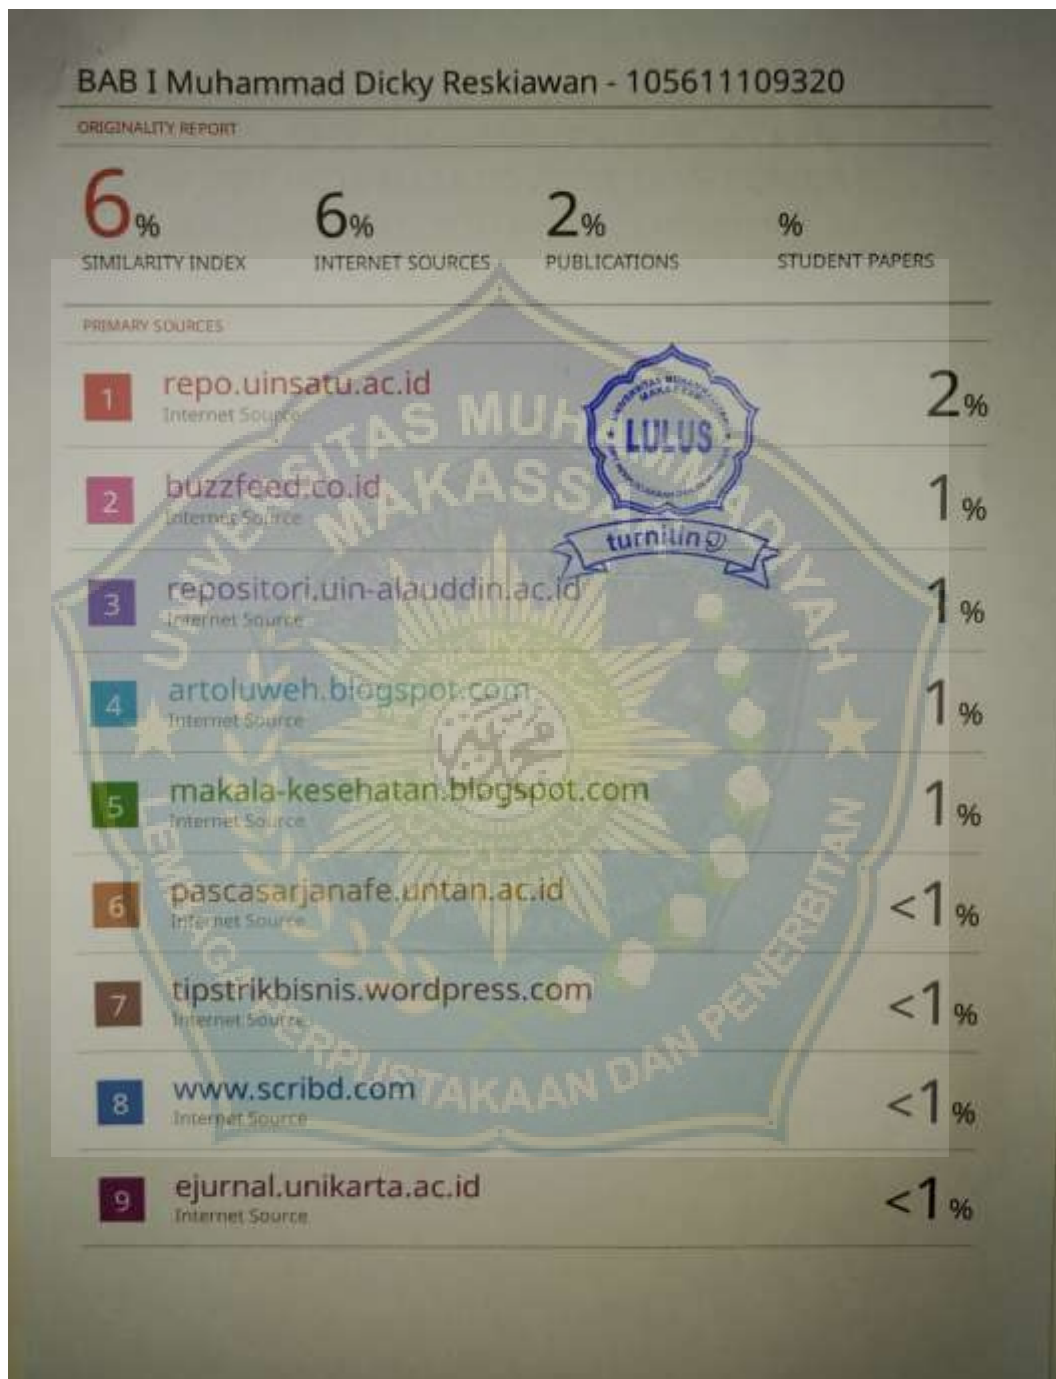 BAB I Muhammad Dicky Reskiawan - 105611109320
ORIGINALITY REPORT
6% 6% 2% %
SIMILARITY INDEX INTERNET SOURCES PUBLICATIONS STUDENT PAPERS
PRIMARY SOURCES
1 repo.uinsatu.ac.id 2%
Internet Source
2 buzzfeed.co.id 1%
Internet Source
3 repositori.uin-alauddin.ac.id 1%
Internet Source
4 artoluweh.blogspot.com 1%
Internet Source
5 makala-kesehatan.blogspot.com 1%
Internet Source
6 pascasarjanafe.untan.ac.id <1%
Internet Source
7 tipstrikbisnis.wordpress.com <1%
Internet Source
8 www.scribd.com <1%
Internet Source
9 ejurnal.unikarta.ac.id <1%
Internet Source
LULUS
turnitin
UNIVERSITAS MUHAMMADIYAH
MAKASSAR
LEMBAGA PERPUSTAKAAN DAN PENERBITAN